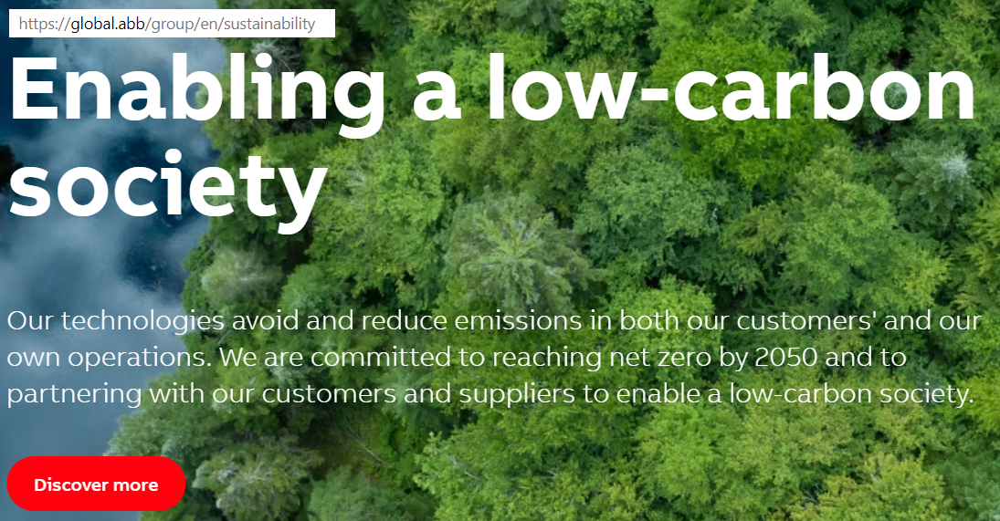 https://global.abb/group/en/sustainability
Enabling a low-carbon
society
Our technologies avoid and reduce emissions in both our customers' and our
own operations. We are committed to reaching net zero by 2050 and to
partnering with our customers and suppliers to enable a low-carbon society.
Discover more